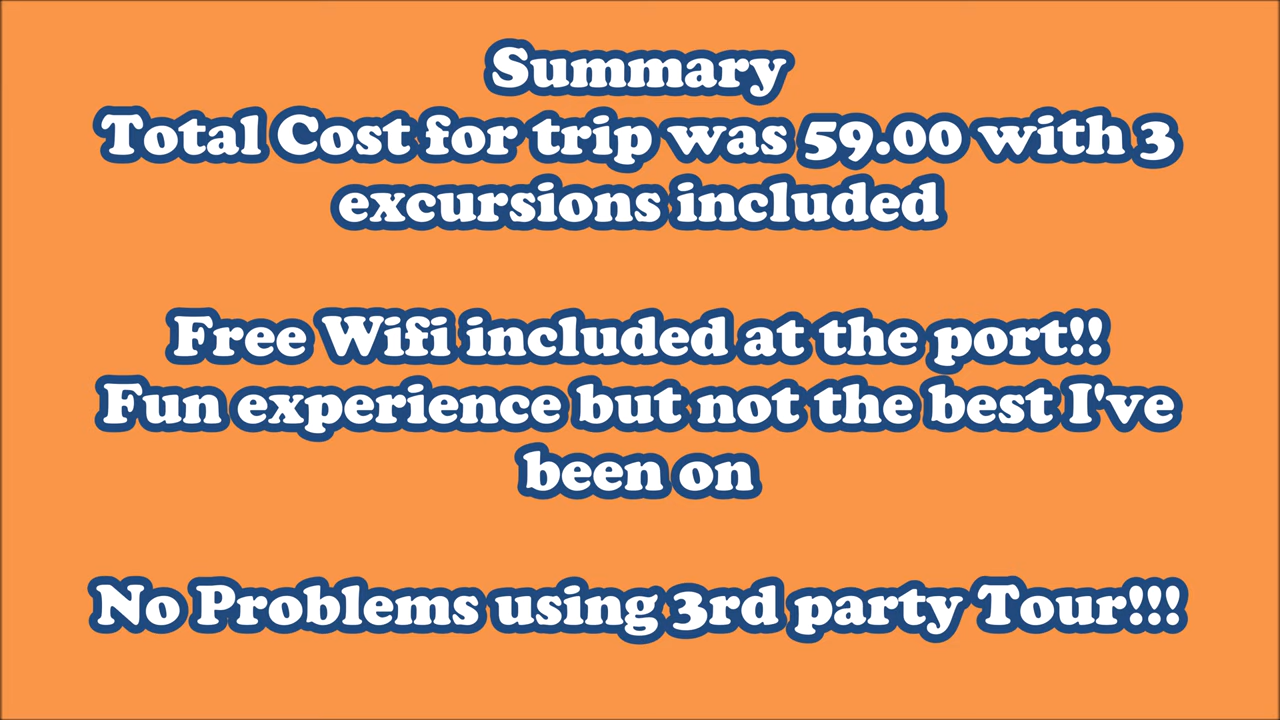 Summary
Total Cost for trip was 59.00 with 3
excursions included
Free Wifi included at the port!!
Fun experience but not the best I've
been on
No Problems using 3rd party Tour!!!